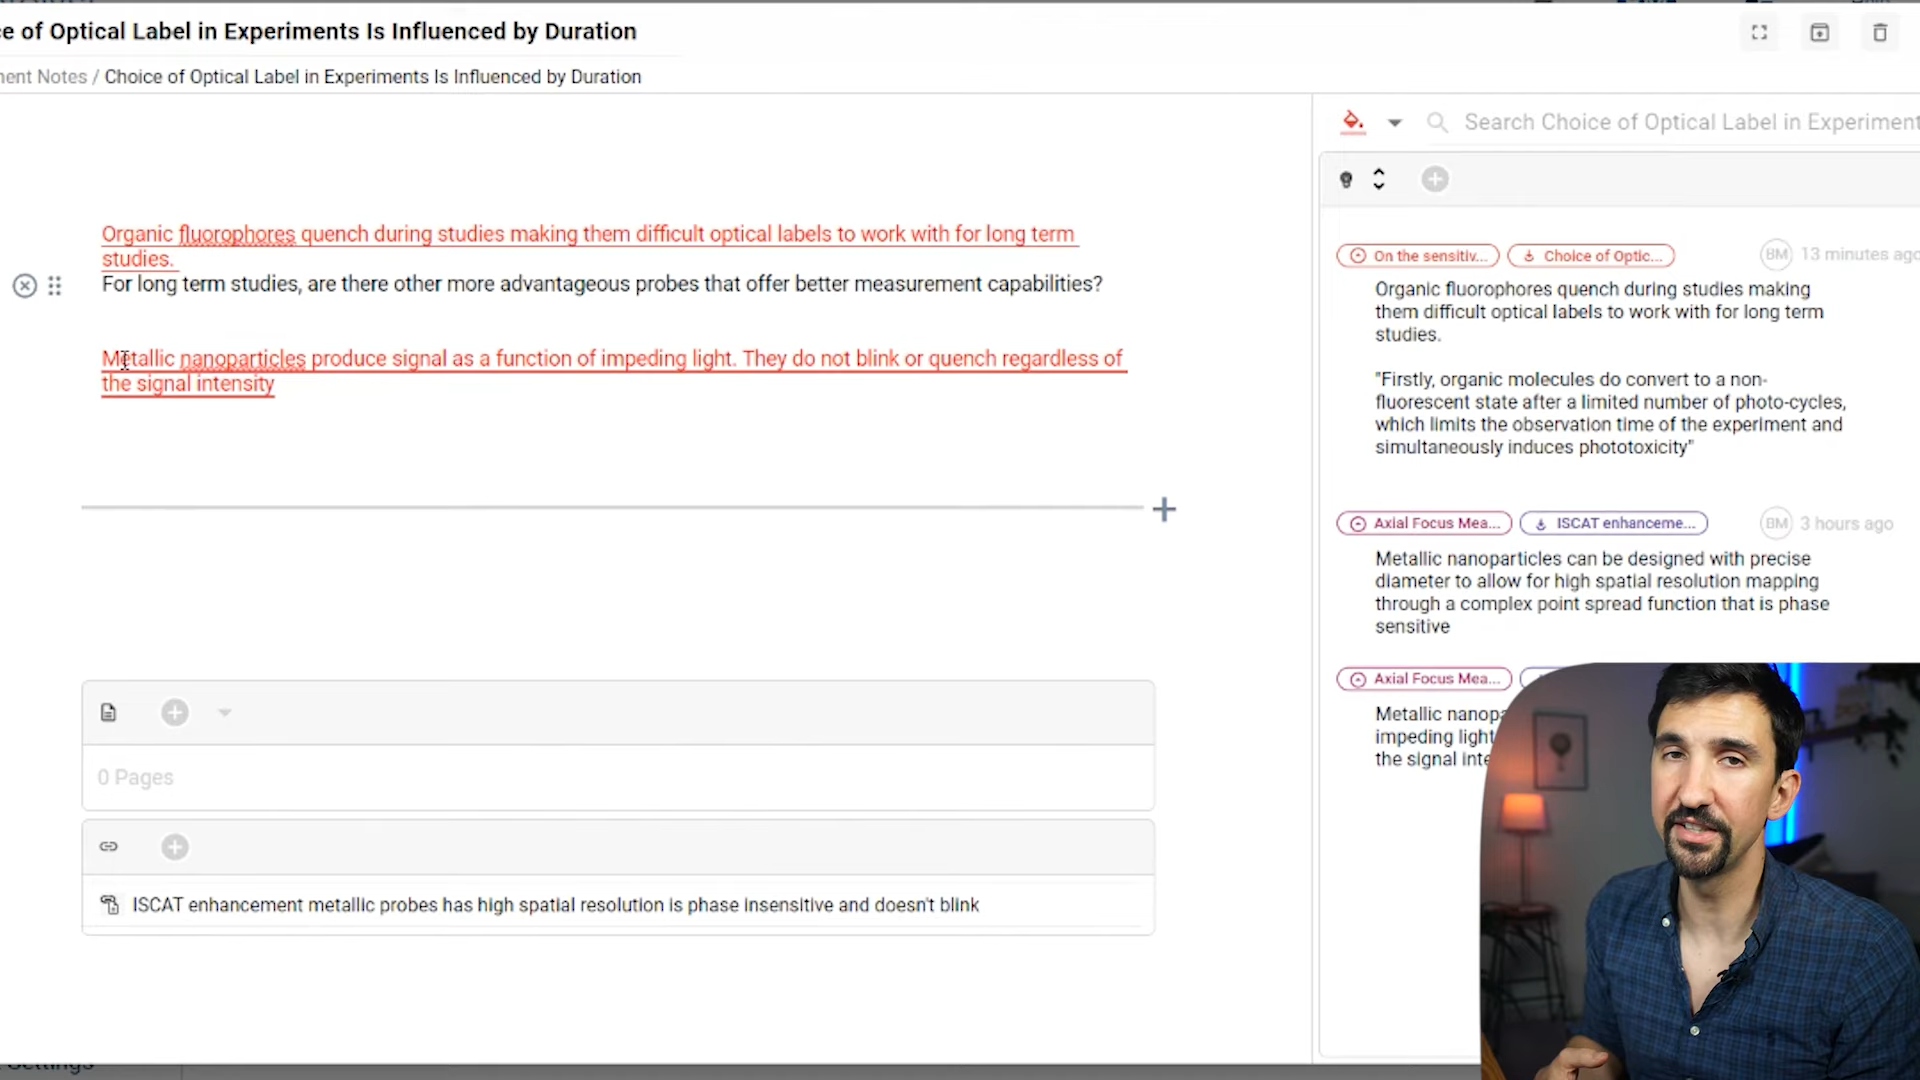 ce of Optical Label in Experiments Is Influenced by Duration
nent Notes / Choice of Optical Label in Experiments Is Influenced by Duration
Organic fluorophores quench during studies making them difficult optical labels to work with for long term
studies.
For long term studies, are there other more advantageous probes that offer better measurement capabilities?
Metallic nanoparticles produce signal as a function of impeding light. They do not blink or quench regardless of
the signal intensity
0 Pages
ISCAT enhancement metallic probes has high spatial resolution is phase insensitive and doesn't blink
Search Choice of Optical Label in Experiment
On the sensitiv... Choice of Optic... BM 13 minutes ago
Organic fluorophores quench during studies making
them difficult optical labels to work with for long term
studies.
"Firstly, organic molecules do convert to a non-
fluorescent state after a limited number of photo-cycles,
which limits the observation time of the experiment and
simultaneously induces phototoxicity"
Axial Focus Mea... ISCAT enhanceme... BM 3 hours ago
Metallic nanoparticles can be designed with precise
diameter to allow for high spatial resolution mapping
through a complex point spread function that is phase
sensitive
Axial Focus Mea...
Metallic nanop
impeding light
the signal inte
Settings